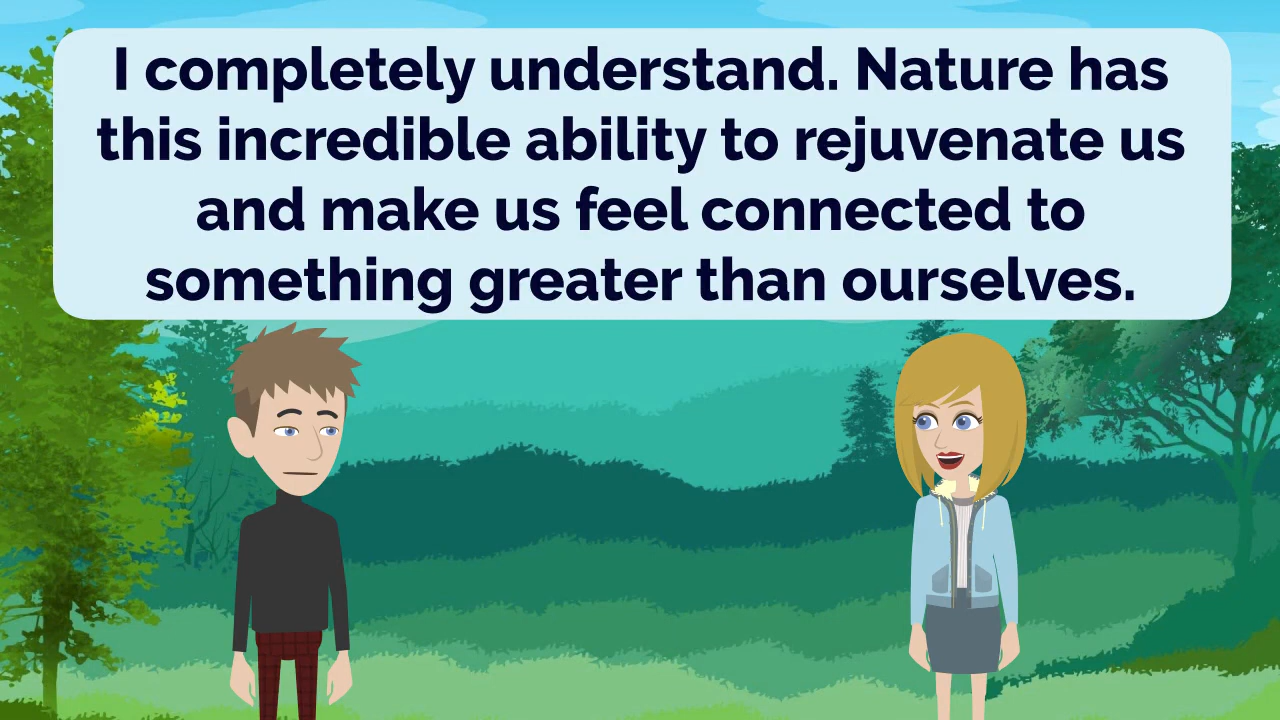 I completely understand. Nature has
this incredible ability to rejuvenate us
and make us feel connected to
something greater than ourselves.